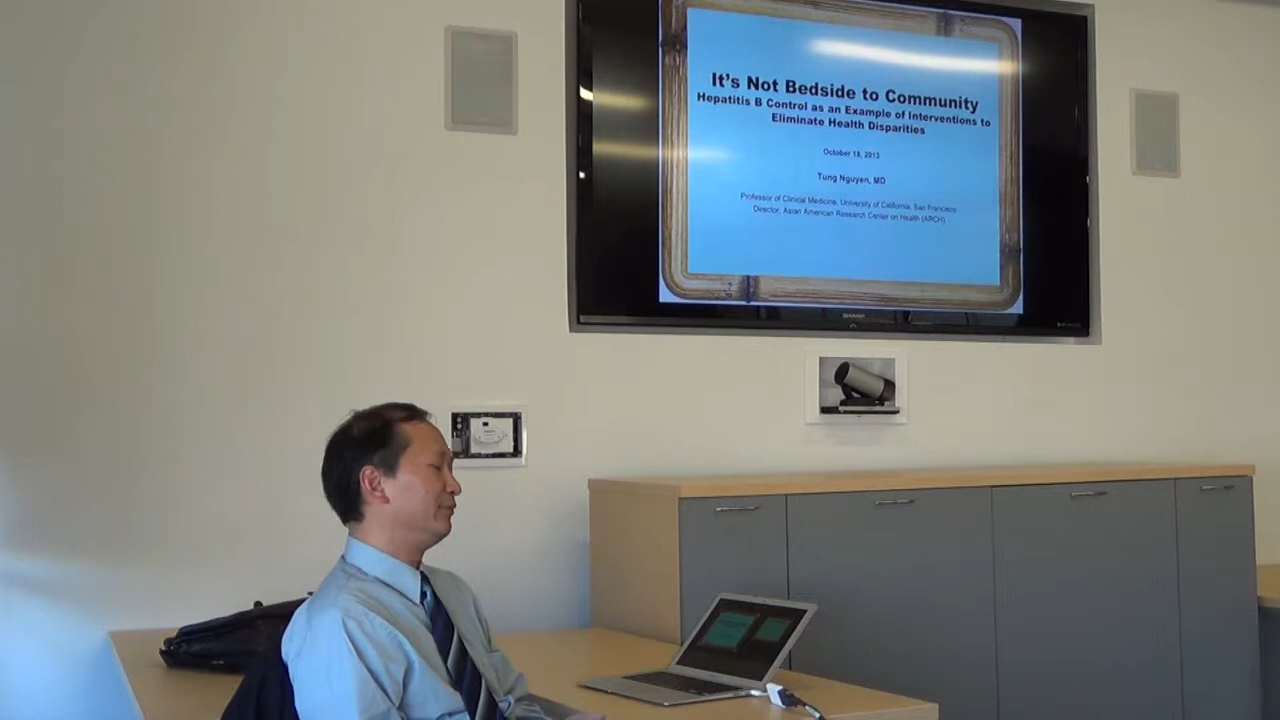 It's Not Bedside to Community
Hepatitis B Control as an Example of Interventions to
Eliminate Health Disparities
October 18, 2013
Tung Nguyen, MD
Professor of Clinical Medicine, University of California, San Francisco
Director, Asian American Research Center on Health (ARCH)
SHARP